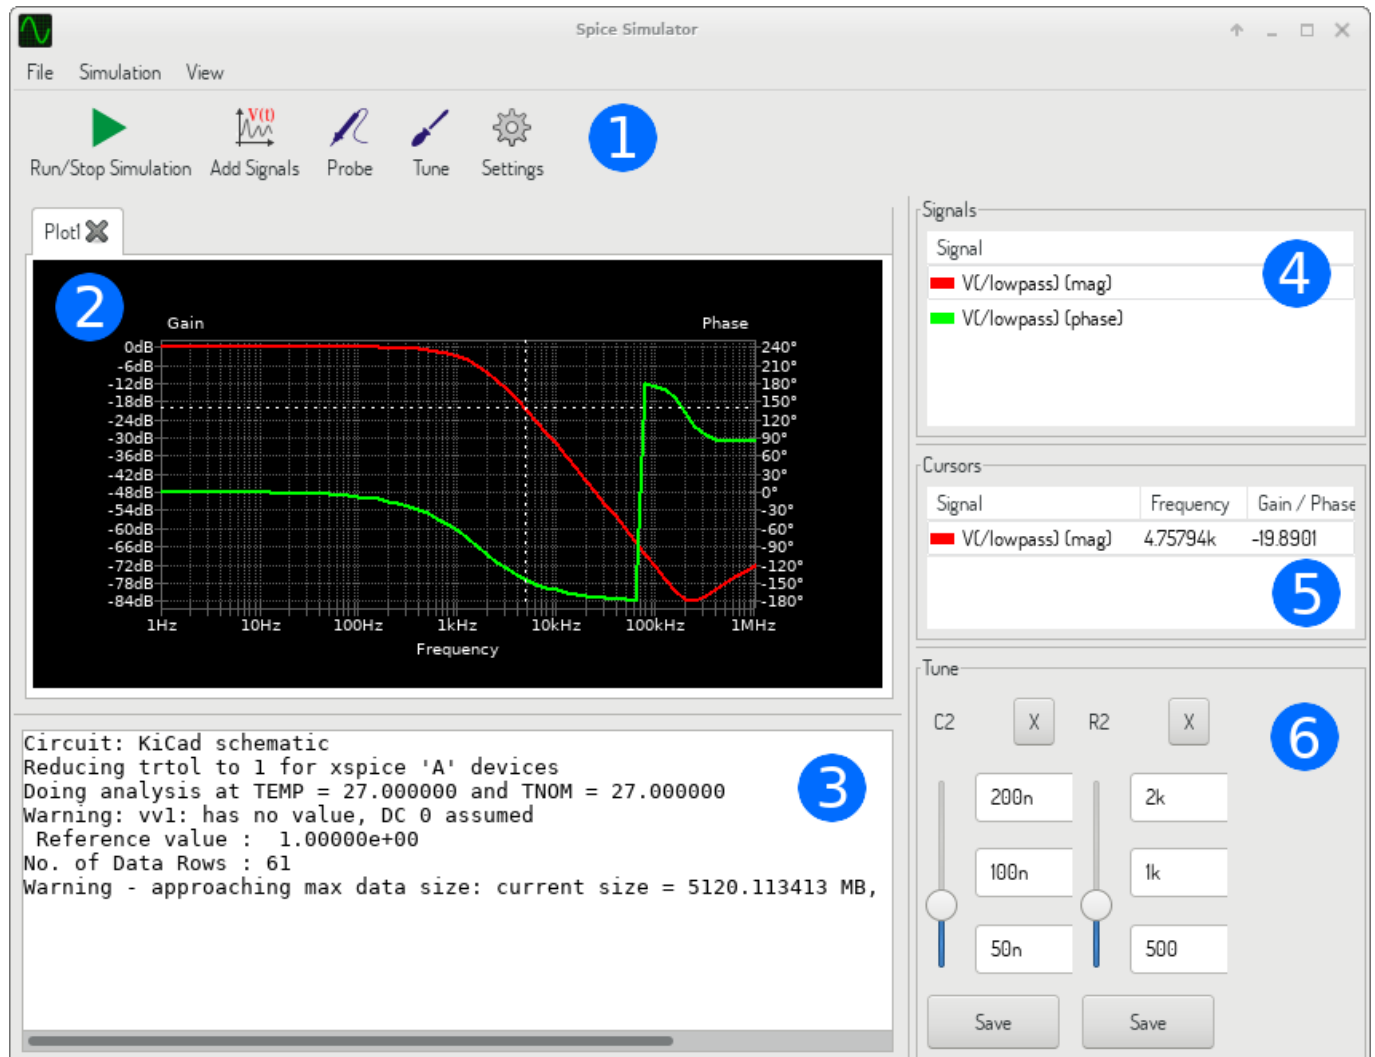 Spice Simulator
File Simulation View
1
Run/Stop Simulation Add Signals Probe Tune Settings
V(t)
Plot1
2
Gain Phase
0dB 240°
-6dB 210°
-12dB 180°
-18dB 150°
-24dB 120°
-30dB 90°
-36dB 60°
-42dB 30°
-48dB 0°
-54dB -30°
-60dB -60°
-66dB -90°
-72dB -120°
-78dB -150°
-84dB -180°
1Hz 10Hz 100Hz 1kHz 10kHz 100kHz 1MHz
Frequency
Circuit: KiCad schematic
Reducing trtol to 1 for xspice 'A' devices
Doing analysis at TEMP = 27.000000 and TNOM = 27.000000
Warning: vv1: has no value, DC 0 assumed
Reference value : 1.00000e+00
No. of Data Rows : 61
Warning - approaching max data size: current size = 5120.113413 MB,
3
Signals
Signal
4
V(/lowpass) (mag)
V(/lowpass) (phase)
Cursors
Signal Frequency Gain / Phase
V(/lowpass) (mag) 4.75794k -19.8901
5
Tune
C2 X R2 X
6
200n 2k
100n 1k
50n 500
Save Save